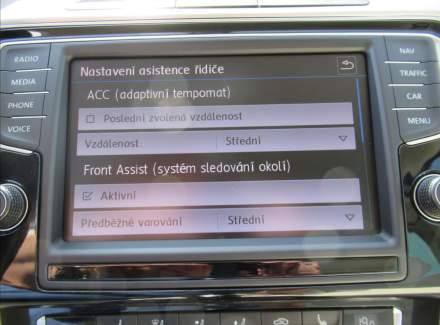 RADIO
MEDIA
PHONE
VOICE
NAV
TRAFFIC
CAR
MENU
Nastavení asistence řidiče
ACC (adaptivní tempomat)
Poslední zvolená vzdálenost
Vzdálenost: Střední
Front Assist (systém sledování okolí)
Aktivní
Předběžné varování Střední